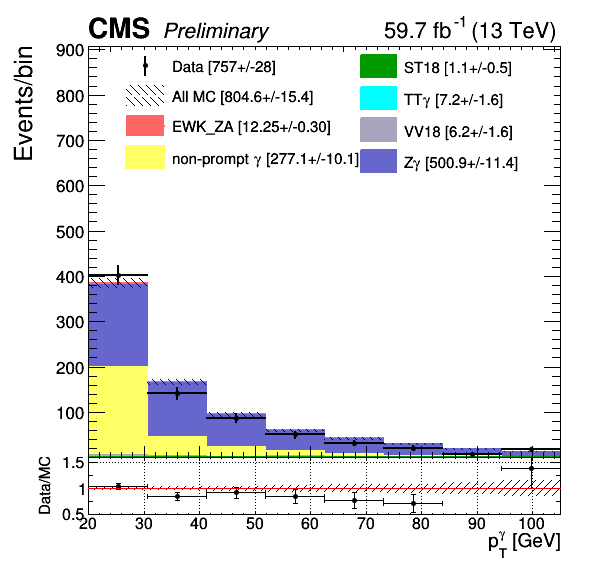 CMS Preliminary 59.7 fb⁻¹ (13 TeV)
Events/bin
900
800
700
600
500
400
300
200
100
Data [757+/-28]
All MC [804.6+/-15.4]
EWK_ZA [12.25+/-0.30]
non-prompt γ [277.1+/-10.1]
ST18 [1.1+/-0.5]
TTγ [7.2+/-1.6]
VV18 [6.2+/-1.6]
Zγ [500.9+/-11.4]
Data/MC
1.5
1
0.5
20 30 40 50 60 70 80 90 100
p_T^γ [GeV]